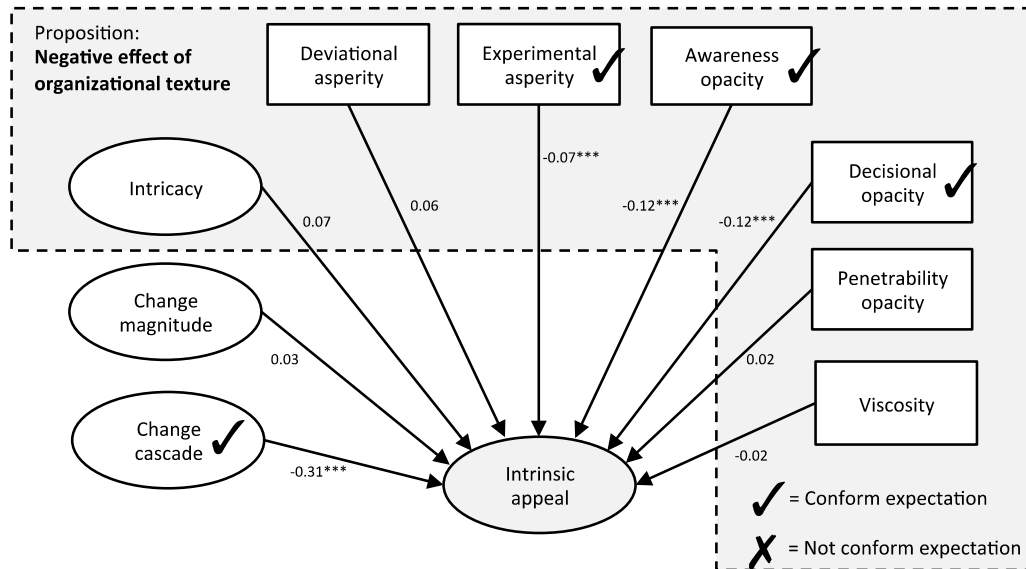 Proposition:
Negative effect of
organizational texture
Deviational
asperity
Experimental
asperity
Awareness
opacity
Intricacy
Decisional
opacity
Change
magnitude
Penetrability
opacity
Change
cascade
Viscosity
Intrinsic
appeal
0.07
0.06
-0.07***
-0.12***
-0.12***
0.03
0.02
-0.31***
-0.02
= Conform expectation
= Not conform expectation